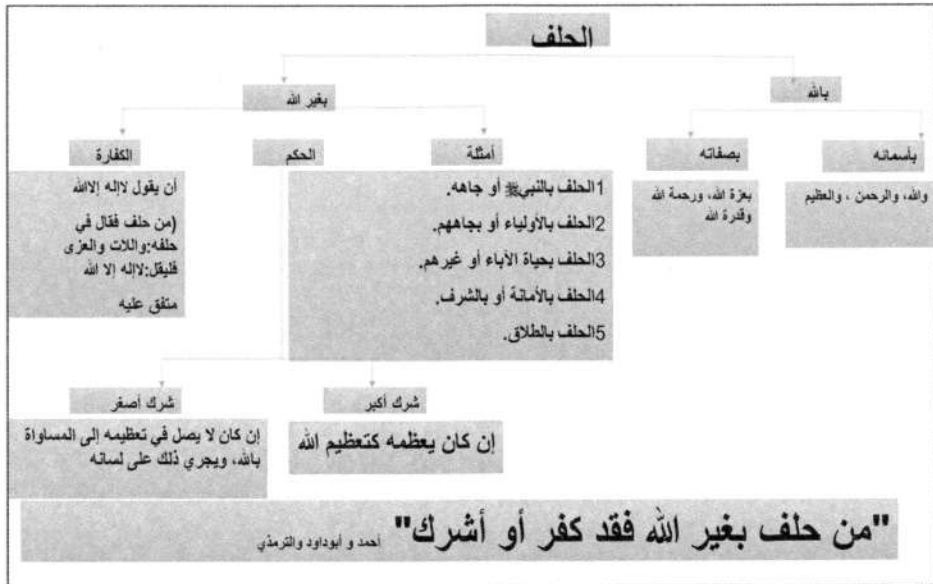 الحلف
بالله
بغير الله
بأسمائه
بصفاته
أمثلة
الحكم
الكفارة
والله، والرحمن ، والعظيم
بعزة الله، ورحمة الله
وقدرة الله
1الحلف بالنبيﷺ أو جاهه.
2الحلف بالأولياء أو بجاههم.
3الحلف بحياة الآباء أو غيرهم.
4الحلف بالأمانة أو بالشرف.
5الحلف بالطلاق.
أن يقول لاإله إلاالله
(من حلف فقال في
حلفه:واللات والعزى
فليقل:لاإله إلا الله
متفق عليه
شرك أكبر
شرك أصغر
إن كان يعظمه كتعظيم الله
إن كان لا يصل في تعظيمه إلى المساواة
بالله، ويجري ذلك على لسانه
"من حلف بغير الله فقد كفر أو أشرك" أحمد و أبوداود والترمذي